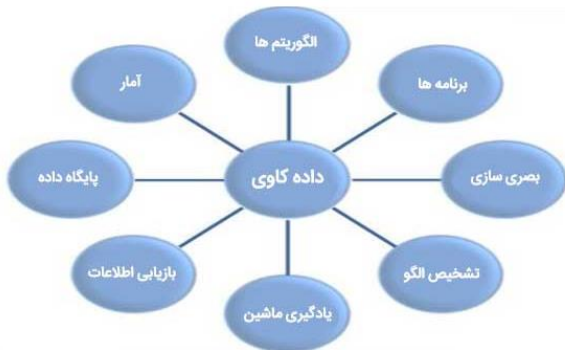 الگوریتم ها
آمار
برنامه ها
پایگاه داده
داده کاوی
بصری سازی
بازیابی اطلاعات
تشخیص الگو
یادگیری ماشین